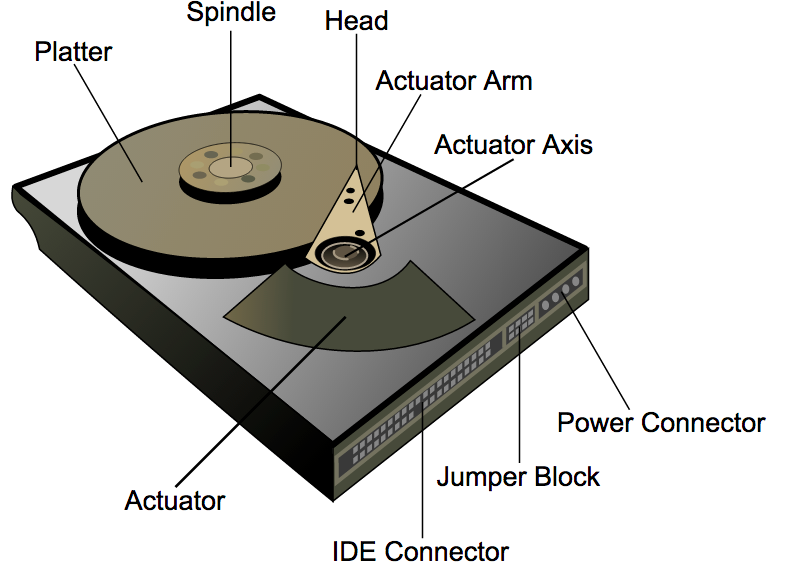 Spindle
Head
Platter
Actuator Arm
Actuator Axis
Power Connector
Jumper Block
Actuator
IDE Connector